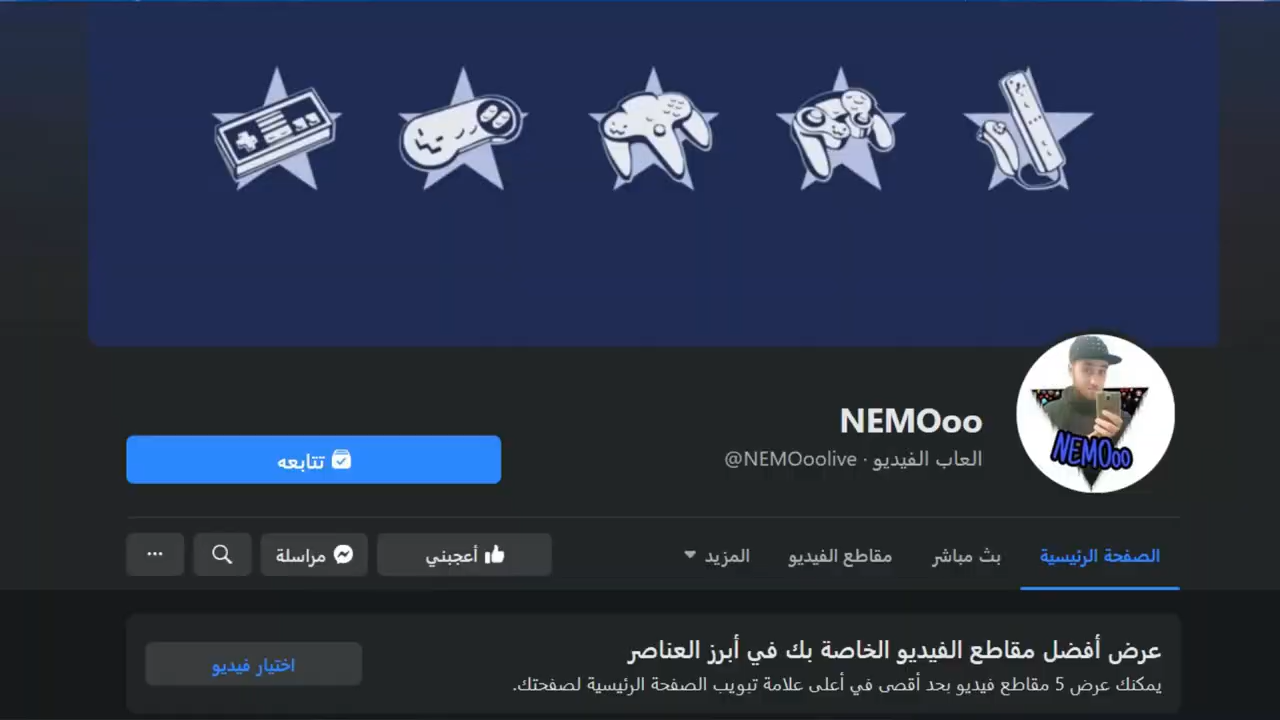 NEMOoo
NEMOoo
العاب الفيديو · @NEMOoolive
تتابعه
الصفحة الرئيسية
بث مباشر
مقاطع الفيديو
المزيد
أعجبني
مراسلة
عرض أفضل مقاطع الفيديو الخاصة بك في أبرز العناصر
يمكنك عرض 5 مقاطع فيديو بحد أقصى في أعلى علامة تبويب الصفحة الرئيسية لصفحتك.
اختيار فيديو